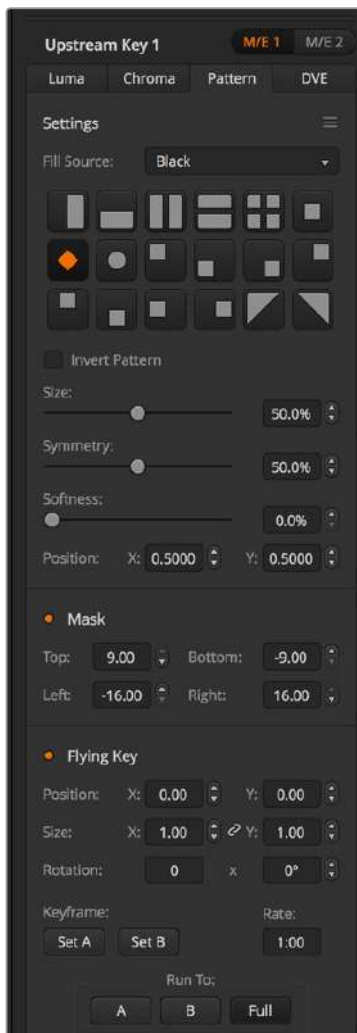 Upstream Key 1 M/E 1 M/E 2
Luma Chroma Pattern DVE
Settings
Fill Source: Black
Invert Pattern
Size:
50.0%
Symmetry:
50.0%
Softness:
0.0%
Position: X: 0.5000 Y: 0.5000
Mask
Top: 9.00 Bottom: -9.00
Left: -16.00 Right: 16.00
Flying Key
Position: X: 0.00 Y: 0.00
Size: X: 1.00 Y: 1.00
Rotation: 0 x 0°
Keyframe: Rate:
Set A Set B 1:00
Run To:
A B Full